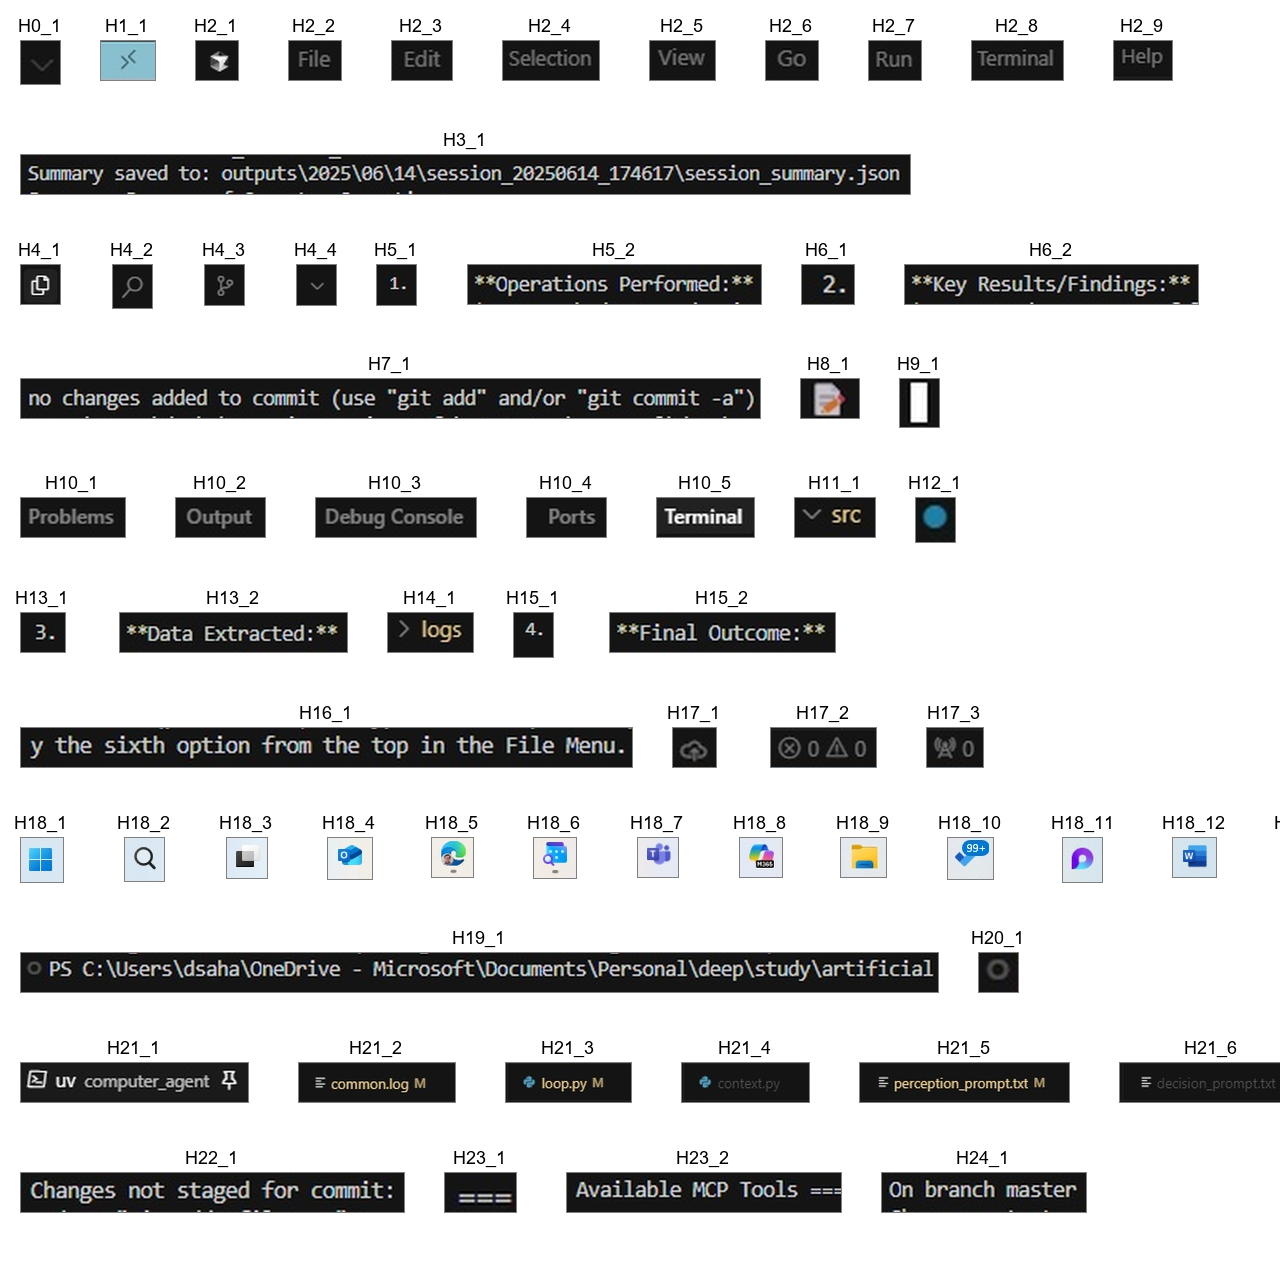 H0_1 H1_1 H2_1 H2_2 H2_3 H2_4 H2_5 H2_6 H2_7 H2_8 H2_9
File Edit Selection View Go Run Terminal Help
H3_1
Summary saved to: outputs\2025\06\14\session_20250614_174617\session_summary.json
H4_1 H4_2 H4_3 H4_4 H5_1 H5_2 H6_1 H6_2
1. **Operations Performed:** 2. **Key Results/Findings:**
H7_1 H8_1 H9_1
no changes added to commit (use "git add" and/or "git commit -a")
H10_1 H10_2 H10_3 H10_4 H10_5 H11_1 H12_1
Problems Output Debug Console Ports Terminal src
H13_1 H13_2 H14_1 H15_1 H15_2
3. **Data Extracted:** logs 4. **Final Outcome:**
H16_1 H17_1 H17_2 H17_3
y the sixth option from the top in the File Menu. 0 0 0
H18_1 H18_2 H18_3 H18_4 H18_5 H18_6 H18_7 H18_8 H18_9 H18_10 H18_11 H18_12 H
M365 99+ W
H19_1 H20_1
PS C:\Users\dsaha\OneDrive - Microsoft\Documents\Personal\deep\study\artificial
H21_1 H21_2 H21_3 H21_4 H21_5 H21_6
uv computer_agent common.log M loop.py M context.py perception_prompt.txt M decision_prompt.txt
H22_1 H23_1 H23_2 H24_1
Changes not staged for commit: === Available MCP Tools === On branch master